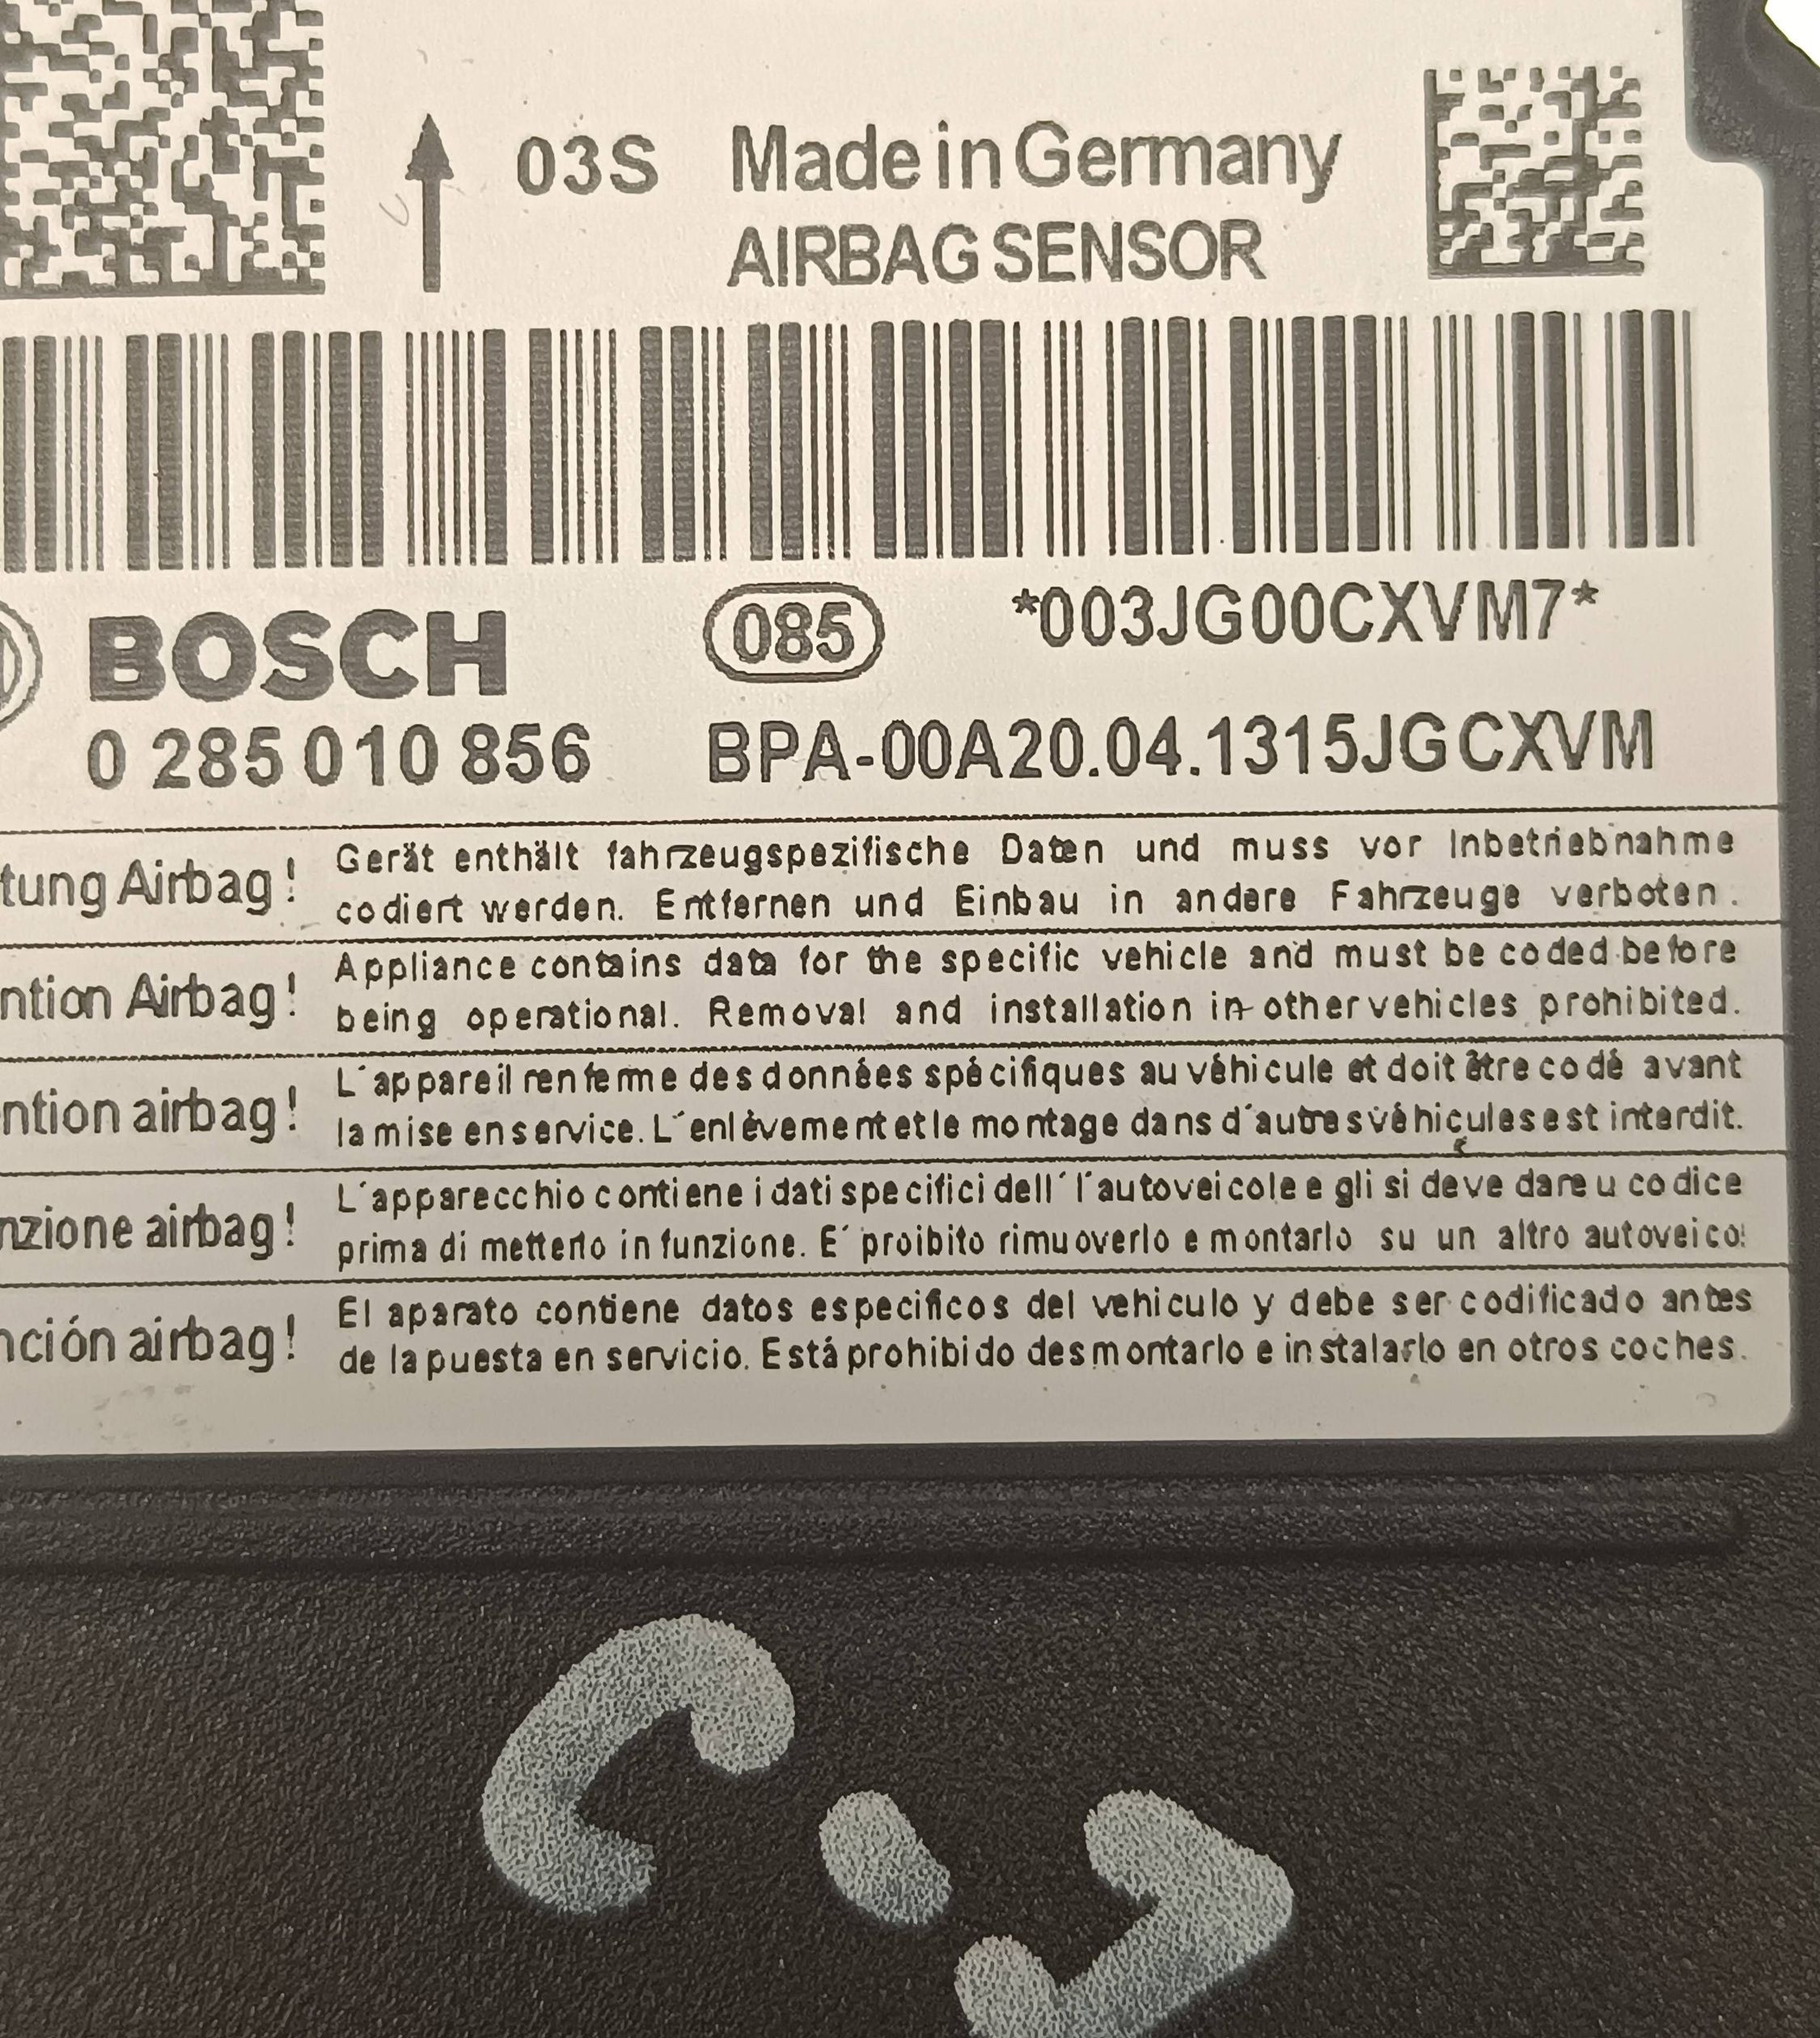 03S Made in Germany
AIRBAG SENSOR
BOSCH
085
*003JG00CXVM7*
0 285 010 856 BPA-00A20.04.1315JGCXVM
tung Airbag! Gerät enthält fahrzeugspezifische Daten und muss vor Inbetriebnahme
codiert werden. Entfernen und Einbau in andere Fahrzeuge verboten.
ntion Airbag! Appliance contains data for the specific vehicle and must be coded before
being operational. Removal and installation in other vehicles prohibited.
ntion airbag! L´appareil renferme des données spécifiques au véhicule et doit être codé avant
la mise en service. L´enlèvement et le montage dans d´autres véhicules est interdit.
nzione airbag! L´apparecchio contiene i dati specifici dell´ l´autoveicole e gli si deve dare u codice
prima di metterlo in funzione. E´ proibito rimuoverlo e montarlo su un altro autoveico
nción airbag! El aparato contiene datos especificos del vehiculo y debe ser codificado antes
de la puesta en servicio. Está prohibido desmontarlo e instalarlo en otros coches.